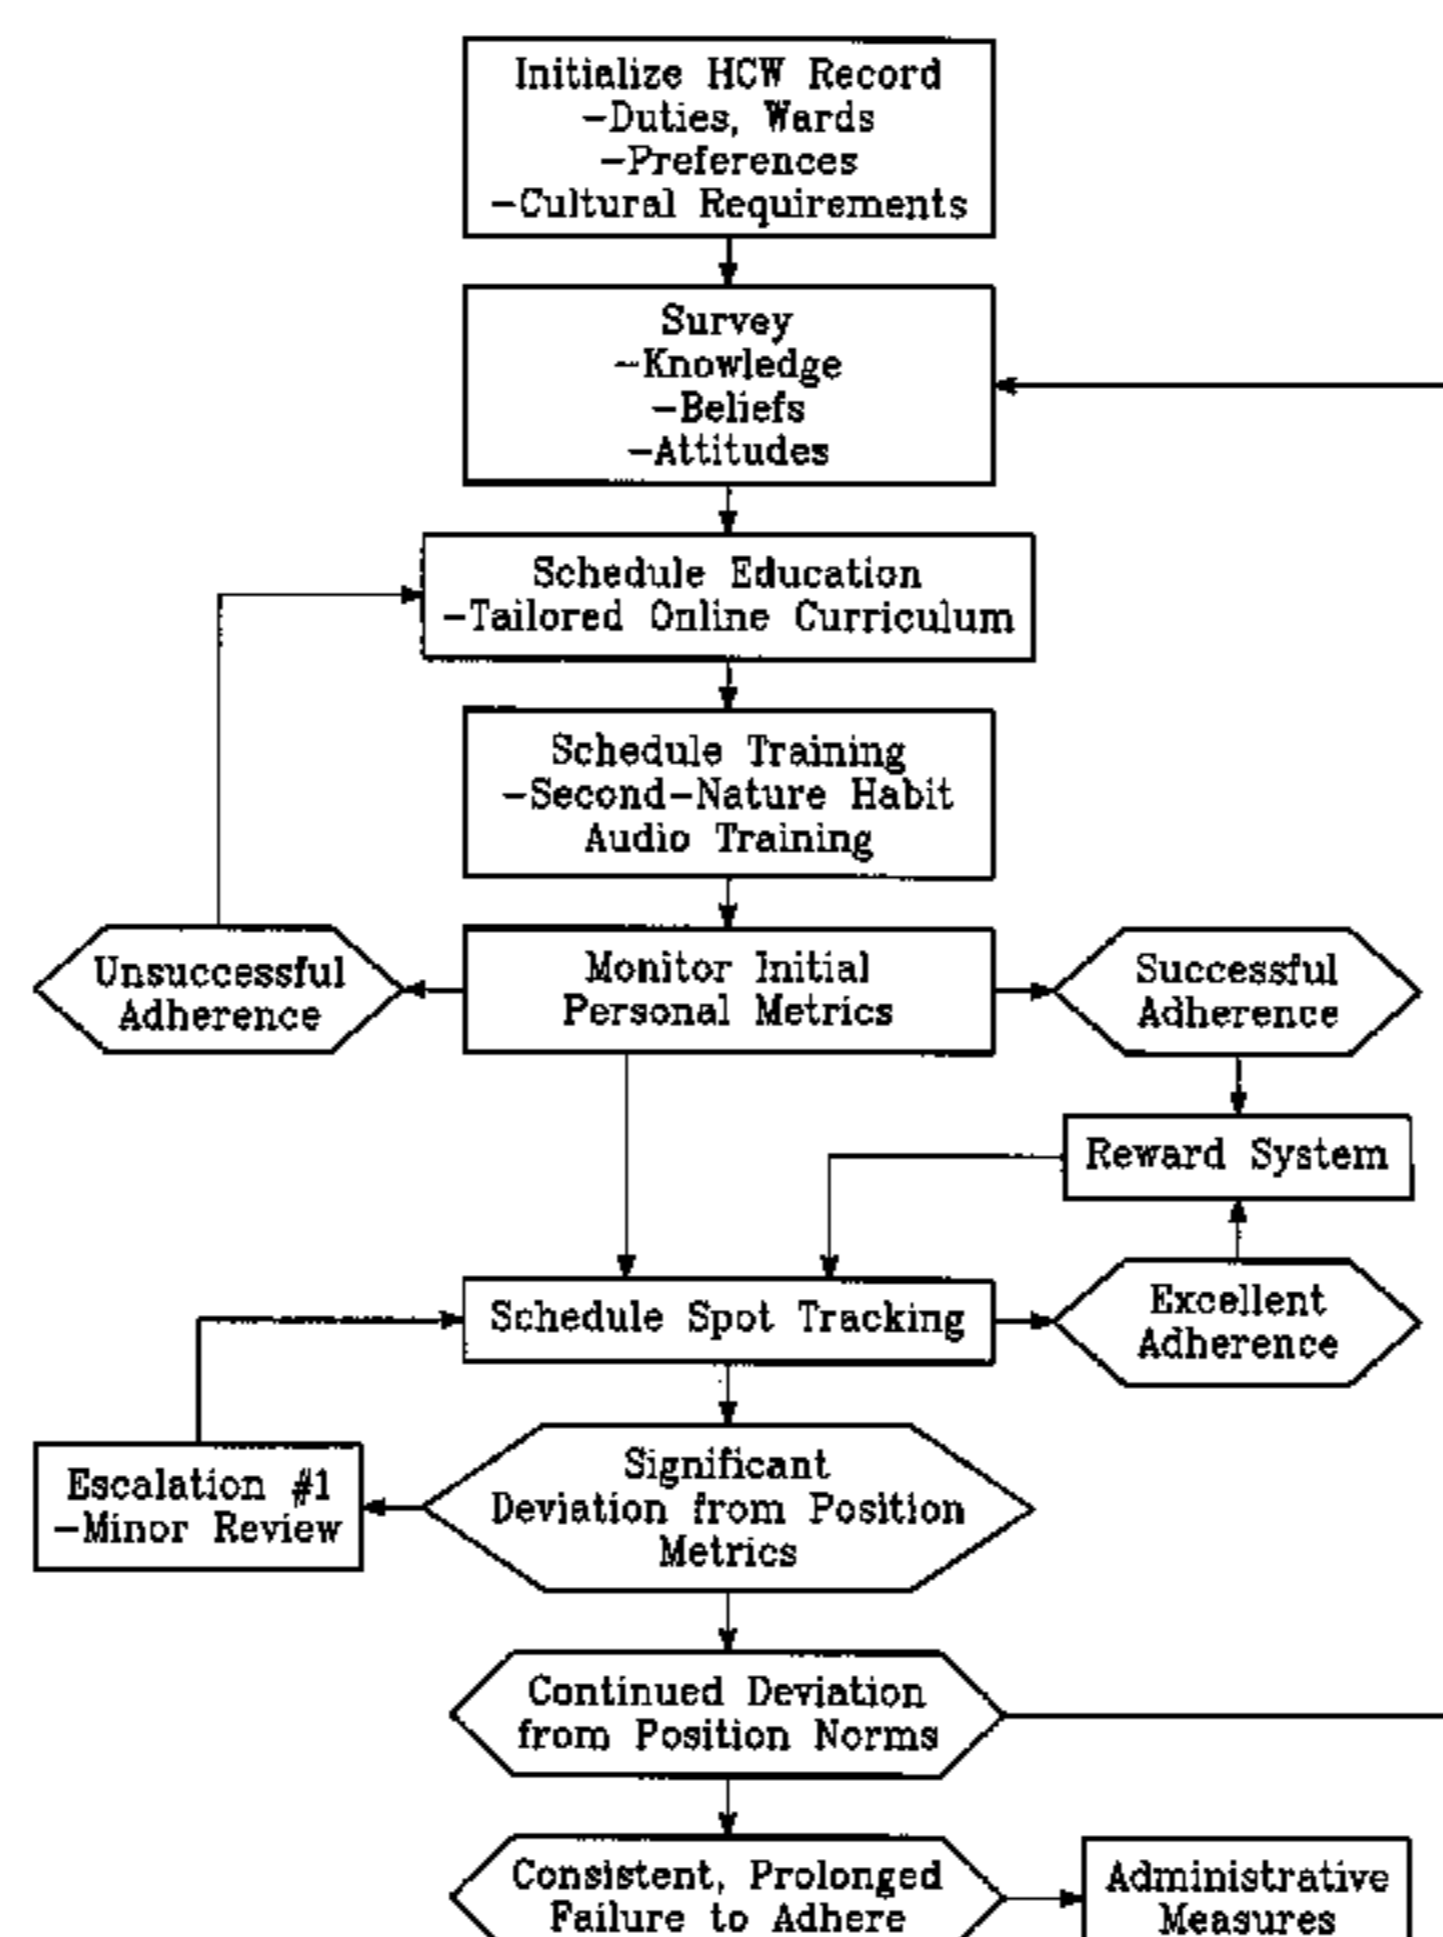 Initialize HCW Record
-Duties, Wards
-Preferences
-Cultural Requirements
Survey
-Knowledge
-Beliefs
-Attitudes
Schedule Education
-Tailored Online Curriculum
Schedule Training
-Second-Nature Habit
Audio Training
Unsuccessful
Adherence
Monitor Initial
Personal Metrics
Successful
Adherence
Reward System
Schedule Spot Tracking
Excellent
Adherence
Escalation #1
-Minor Review
Significant
Deviation from Position
Metrics
Continued Deviation
from Position Norms
Consistent, Prolonged
Failure to Adhere
Administrative
Measures